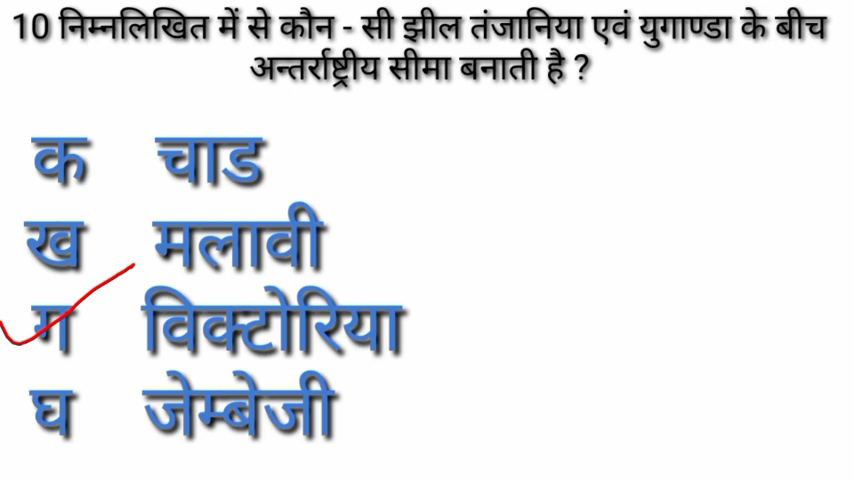 10 निम्नलिखित में से कौन - सी झील तंजानिया एवं युगाण्डा के बीच
अन्तर्राष्ट्रीय सीमा बनाती है ?
क चाड
ख मलावी
ग विक्टोरिया
घ जेम्बेजी